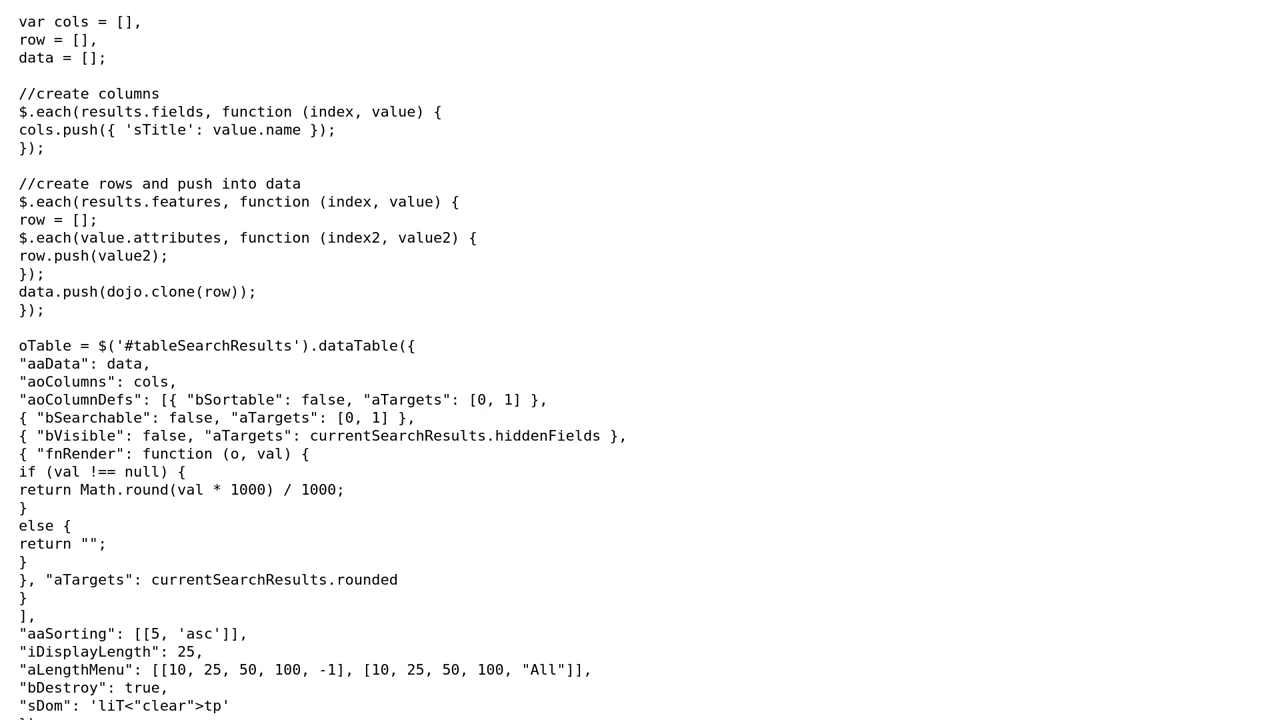 var cols = [],
row = [],
data = [];

//create columns
$.each(results.fields, function (index, value) {
cols.push({ 'sTitle': value.name });
});

//create rows and push into data
$.each(results.features, function (index, value) {
row = [];
$.each(value.attributes, function (index2, value2) {
row.push(value2);
});
data.push(dojo.clone(row));
});

oTable = $('#tableSearchResults').dataTable({
"aaData": data,
"aoColumns": cols,
"aoColumnDefs": [{ "bSortable": false, "aTargets": [0, 1] },
{ "bSearchable": false, "aTargets": [0, 1] },
{ "bVisible": false, "aTargets": currentSearchResults.hiddenFields },
{ "fnRender": function (o, val) {
if (val !== null) {
return Math.round(val * 1000) / 1000;
}
else {
return "";
}
}, "aTargets": currentSearchResults.rounded
}
],
"aaSorting": [[5, 'asc']],
"iDisplayLength": 25,
"aLengthMenu": [[10, 25, 50, 100, -1], [10, 25, 50, 100, "All"]],
"bDestroy": true,
"sDom": 'liT<"clear">tp'